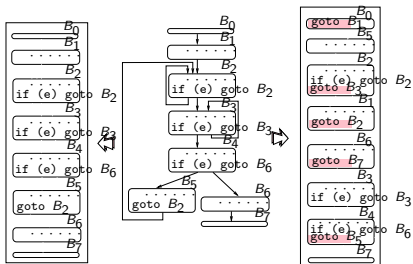 B0
B1
......
B2
......
if (e) goto B2
B3
......
if (e) goto B3
B4
......
if (e) goto B6
B5
......
goto B2
B6
......
B7
B0
B1
......
B2
......
if (e) goto B2
B3
......
if (e) goto B3
B4
......
if (e) goto B6
B5
......
goto B2
B6
......
B7
B0
goto B1
B5
......
B2
......
if (e) goto B2
goto B3
B1
......
goto B2
B6
......
goto B7
B3
......
if (e) goto B3
B4
......
if (e) goto B6
goto B5
B7